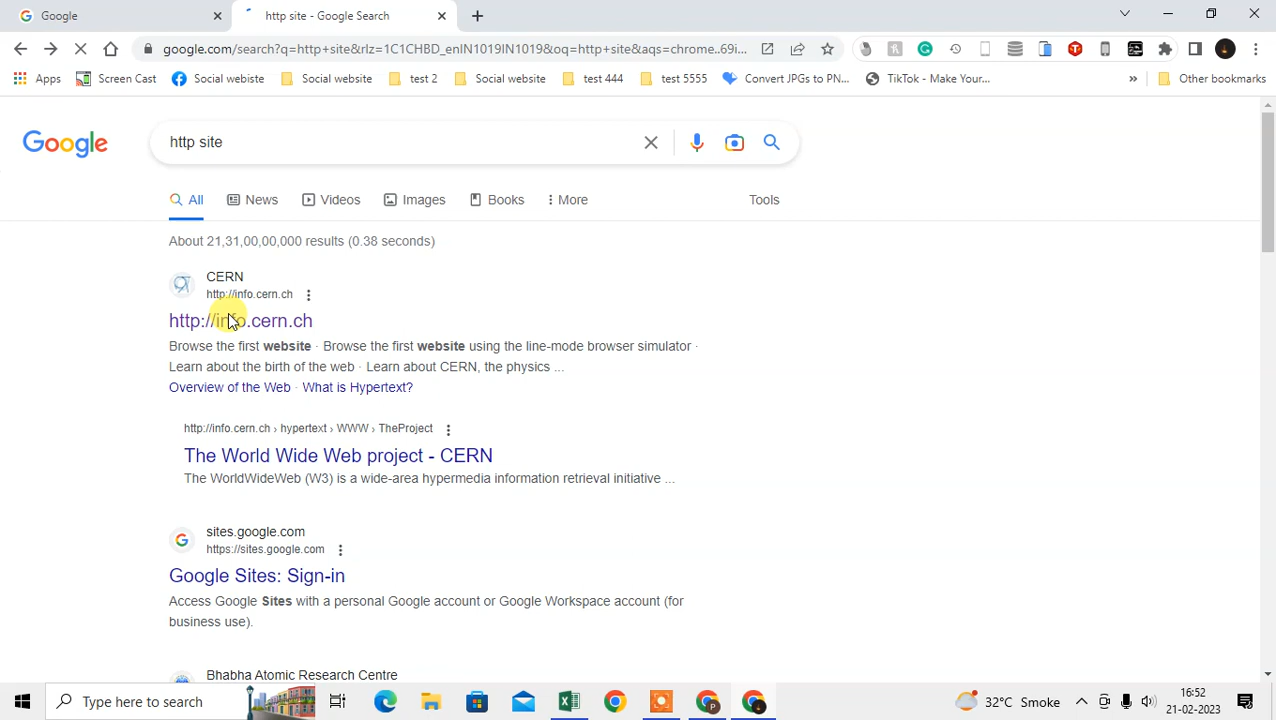 Google
http site - Google Search
google.com/search?q=http+site&rlz=1C1CHBD_enIN1019IN1019&oq=http+site&aqs=chrome..69i...
Apps
Screen Cast
Social webiste
Social website
test 2
Social website
test 444
test 5555
Convert JPGs to PN...
TikTok - Make Your...
»
Other bookmarks
Google
http site
All
News
Videos
Images
Books
More
Tools
About 21,31,00,00,000 results (0.38 seconds)
CERN
http://info.cern.ch
http://info.cern.ch
Browse the first website · Browse the first website using the line-mode browser simulator ·
Learn about the birth of the web · Learn about CERN, the physics ...
Overview of the Web · What is Hypertext?
http://info.cern.ch › hypertext › WWW › TheProject
The World Wide Web project - CERN
The WorldWideWeb (W3) is a wide-area hypermedia information retrieval initiative ...
sites.google.com
https://sites.google.com
Google Sites: Sign-in
Access Google Sites with a personal Google account or Google Workspace account (for
business use).
Bhabha Atomic Research Centre
Type here to search
32°C Smoke
16:52
21-02-2023